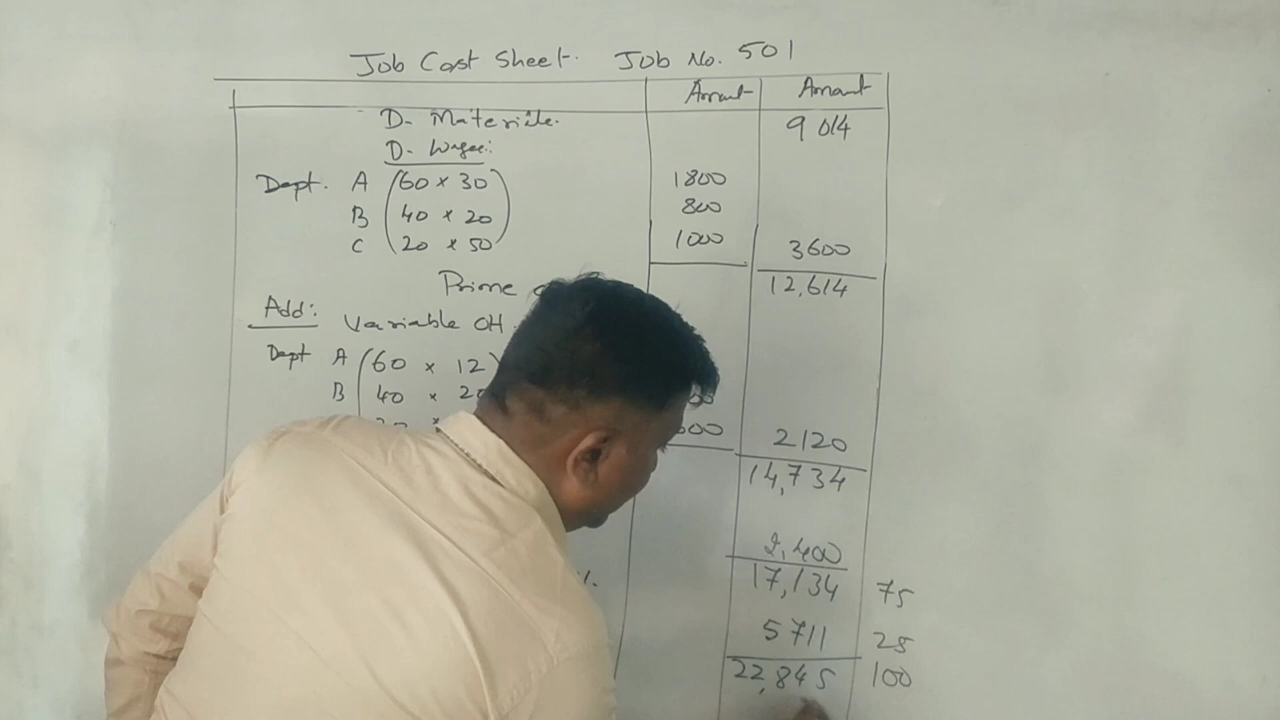 Job Cost Sheet. Job No. 501
Amount Amount
D- Materials. 9 014
D- Wages:
Dept. A (60 × 30) 1800
B (40 × 20) 800
C (20 × 50) 1000 3600
Prime 12,614
Add: Variable OH
Dept A (60 × 12)
B 40 × 20
2120
14,734
2,400
17,134 75
5711 25
22,845 100